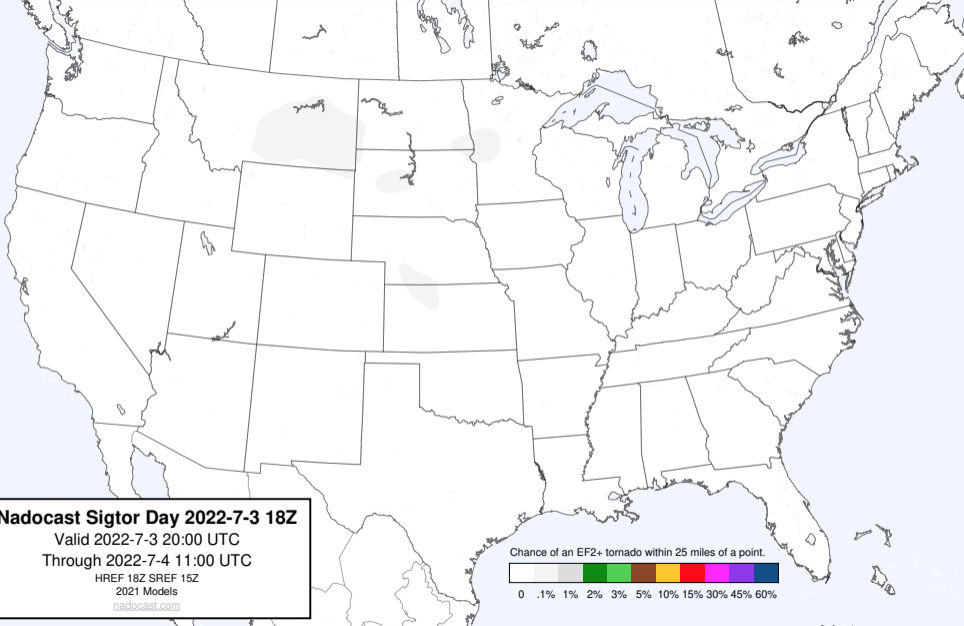 Nadocast Sigtor Day 2022-7-3 18Z
Valid 2022-7-3 20:00 UTC
Through 2022-7-4 11:00 UTC
HREF 18Z SREF 15Z
2021 Models
nadocast.com
Chance of an EF2+ tornado within 25 miles of a point.
0 .1% 1% 2% 3% 5% 10% 15% 30% 45% 60%